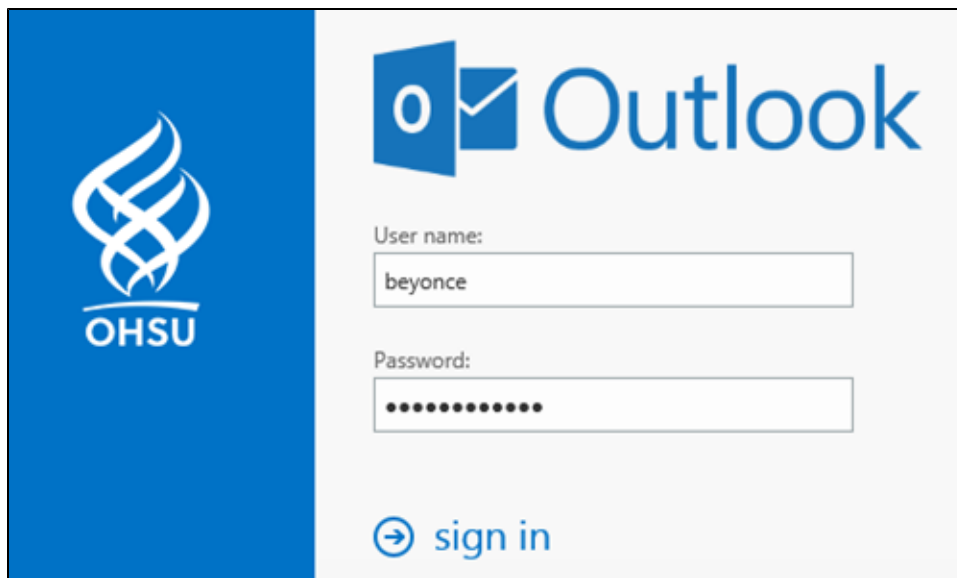 OHSU
O Outlook
User name:
beyonce
Password:
••••••••••••
sign in